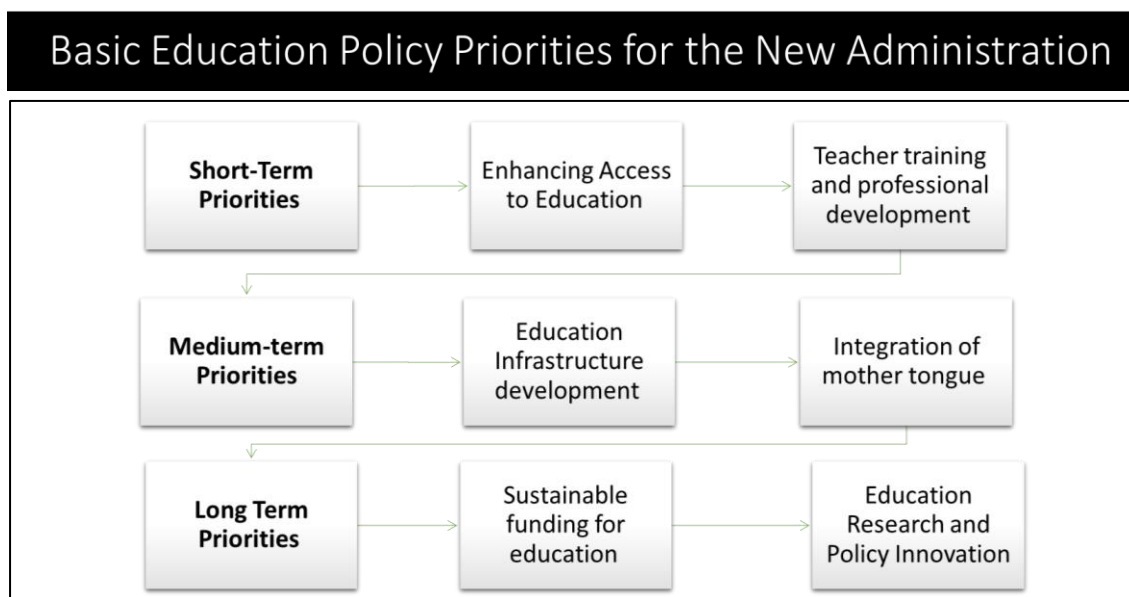 Basic Education Policy Priorities for the New Administration
Short-Term
Priorities
Enhancing Access
to Education
Teacher training
and professional
development
Medium-term
Priorities
Education
Infrastructure
development
Integration of
mother tongue
Long Term
Priorities
Sustainable
funding for
education
Education
Research and
Policy Innovation